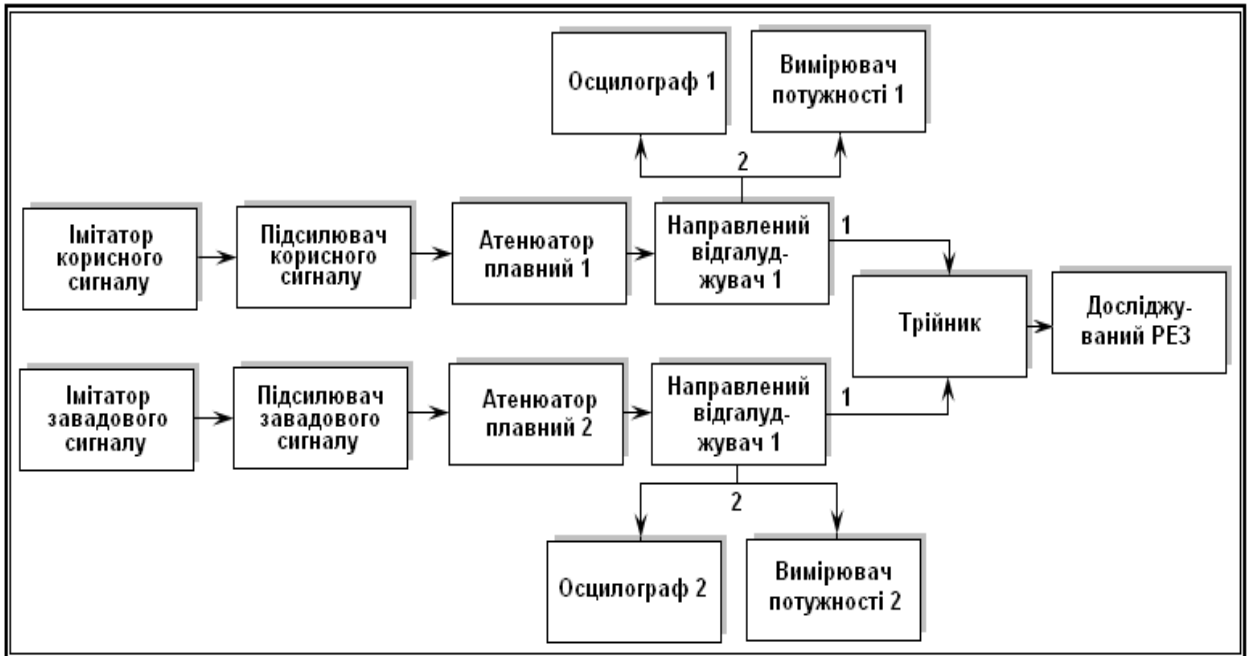 Осцилограф 1
Вимірювач
потужності 1
2
Імітатор
корисного
сигналу
Підсилювач
корисного
сигналу
Атенюатор
плавний 1
Направлений
відгалуд-
жувач 1
1
Трійник
Досліджу-
ваний РЕЗ
Імітатор
завадового
сигналу
Підсилювач
завадового
сигналу
Атенюатор
плавний 2
Направлений
відгалуд-
жувач 1
1
2
Осцилограф 2
Вимірювач
потужності 2